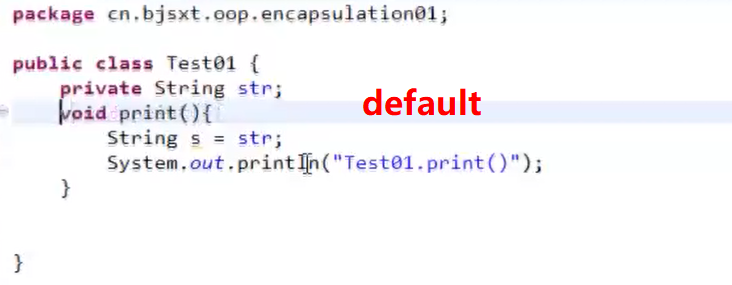 package cn.bjsxt.oop.encapsulation01;
public class Test01 {
private String str;
void print(){
default
String s = str;
System.out.println("Test01.print()");
}
}